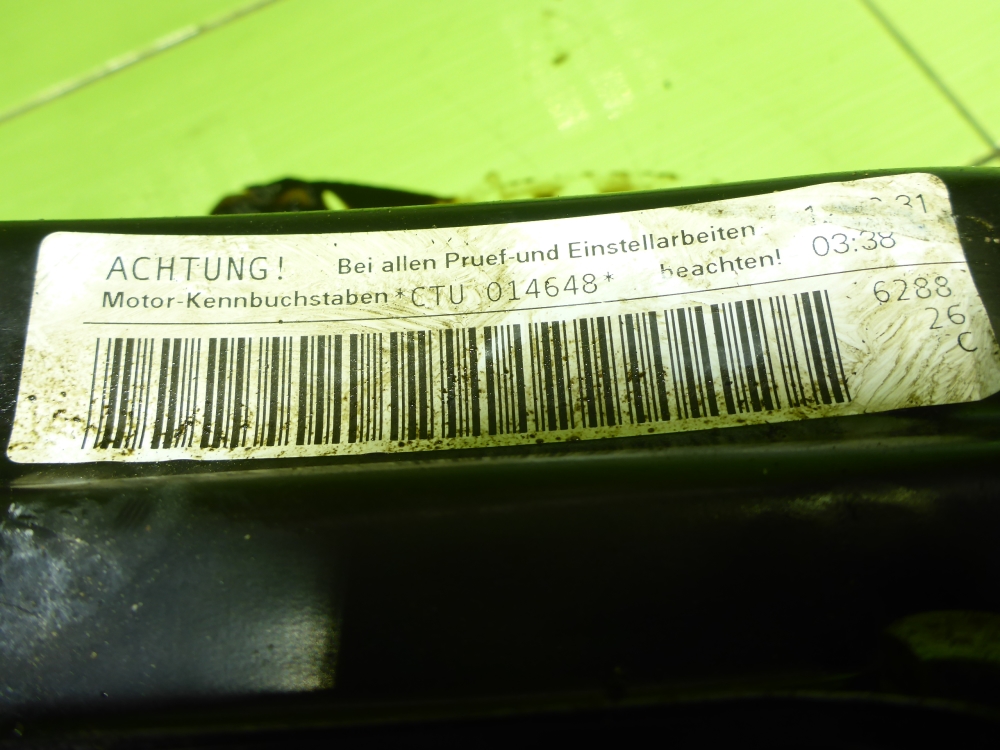 ACHTUNG! Bei allen Pruef-und Einstellarbeiten
Motor-Kennbuchstaben *CTU 014648* beachten! 03:38
6288
26
C